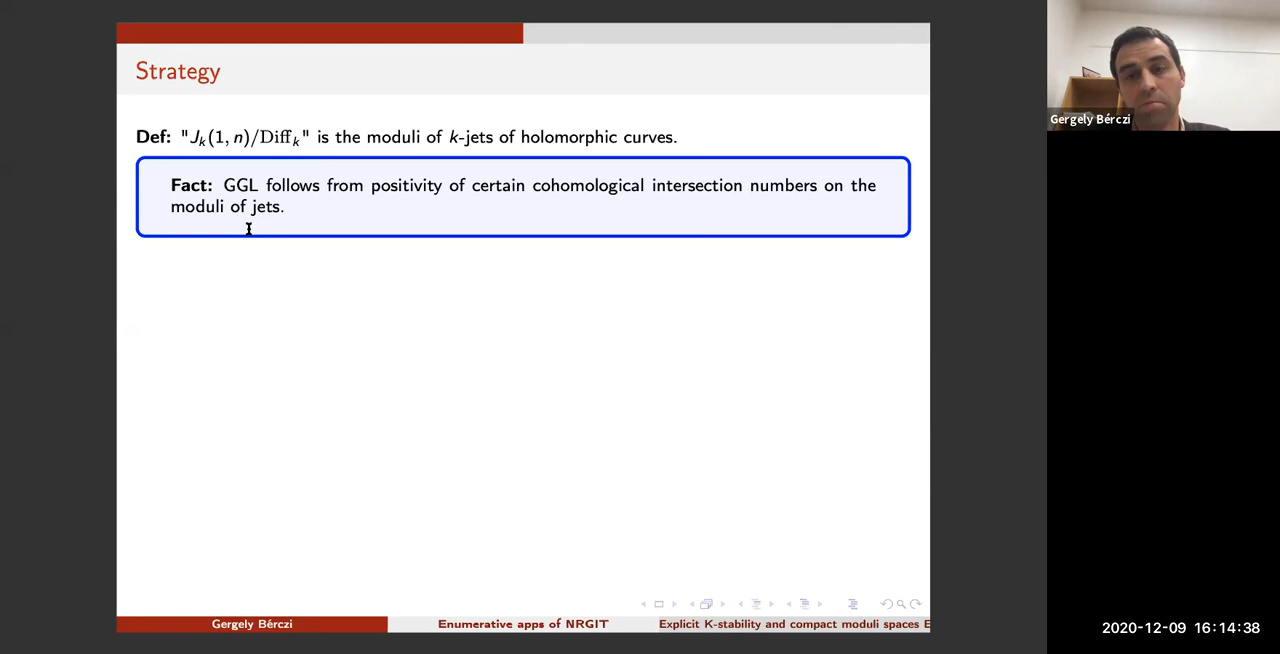 Strategy
Def: "Jₖ(1, n)/Diffₖ" is the moduli of k-jets of holomorphic curves.
Fact: GGL follows from positivity of certain cohomological intersection numbers on the
moduli of jets.
Gergely Bérczi
Enumerative apps of NRGIT
Explicit K-stability and compact moduli spaces E
Gergely Bérczi
2020-12-09 16:14:38